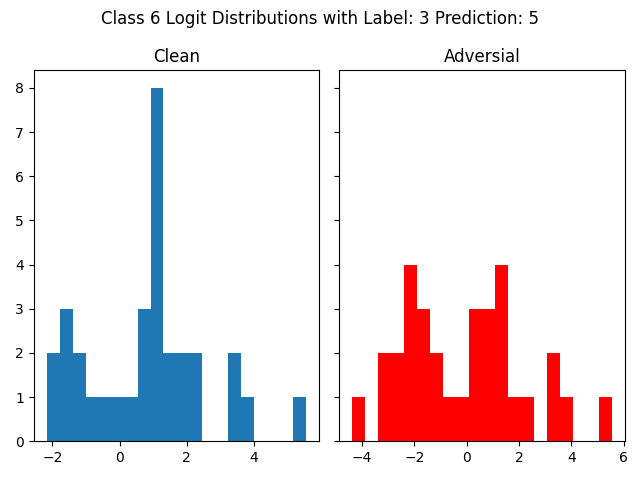 Class 6 Logit Distributions with Label: 3 Prediction: 5
Clean
Adversial
8
7
6
5
4
3
2
1
0
−2 0 2 4
−4 −2 0 2 4 6